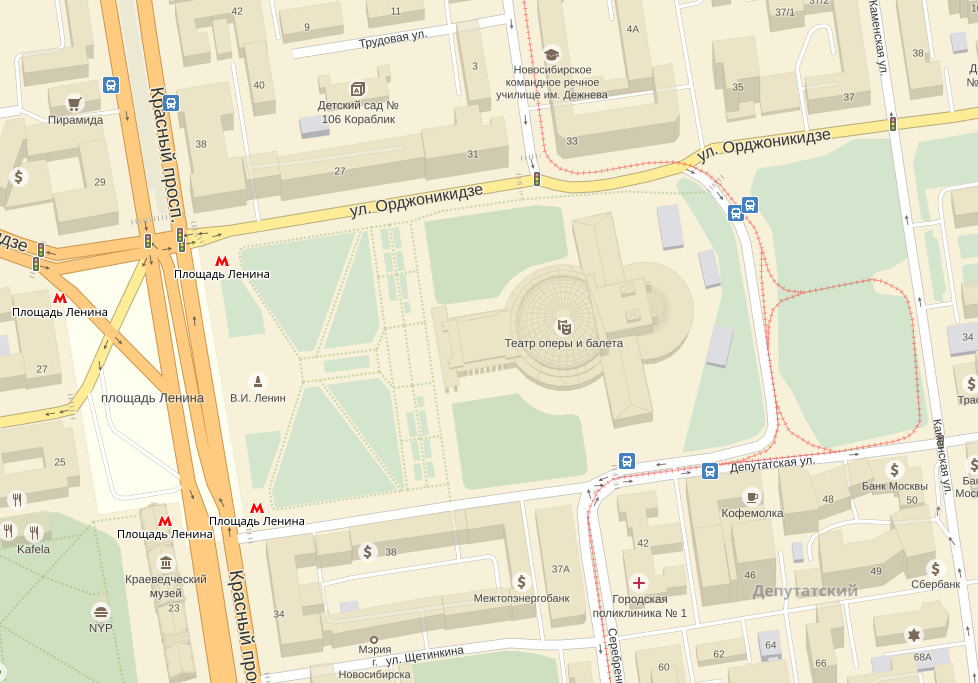 42
9
11
37/1
37/2
4А
Каменская ул.
38
Трудовая ул.
3
Новосибирское
командное речное
училище им. Дежнева
40
35
37
Пирамида
Красный просп.
Детский сад №
106 Кораблик
38
33
ул. Орджоникидзе
31
27
29
ул. Орджоникидзе
дзе
Площадь Ленина
Площадь Ленина
Театр оперы и балета
34
27
площадь Ленина
В.И. Ленин
Каменская ул.
25
Депутатская ул.
Банк Москвы
50
48
Кофемолка
Площадь Ленина
Площадь Ленина
Kafela
38
42
37А
46
49
Краеведческий
музей
23
Межтопэнергобанк
Городская
поликлиника № 1
Депутатский
Сбербанк
NYP
34
Красный про
Мэрия
г.
Новосибирска
ул. Щетинкина
Серебренн
60
62
64
66
68А